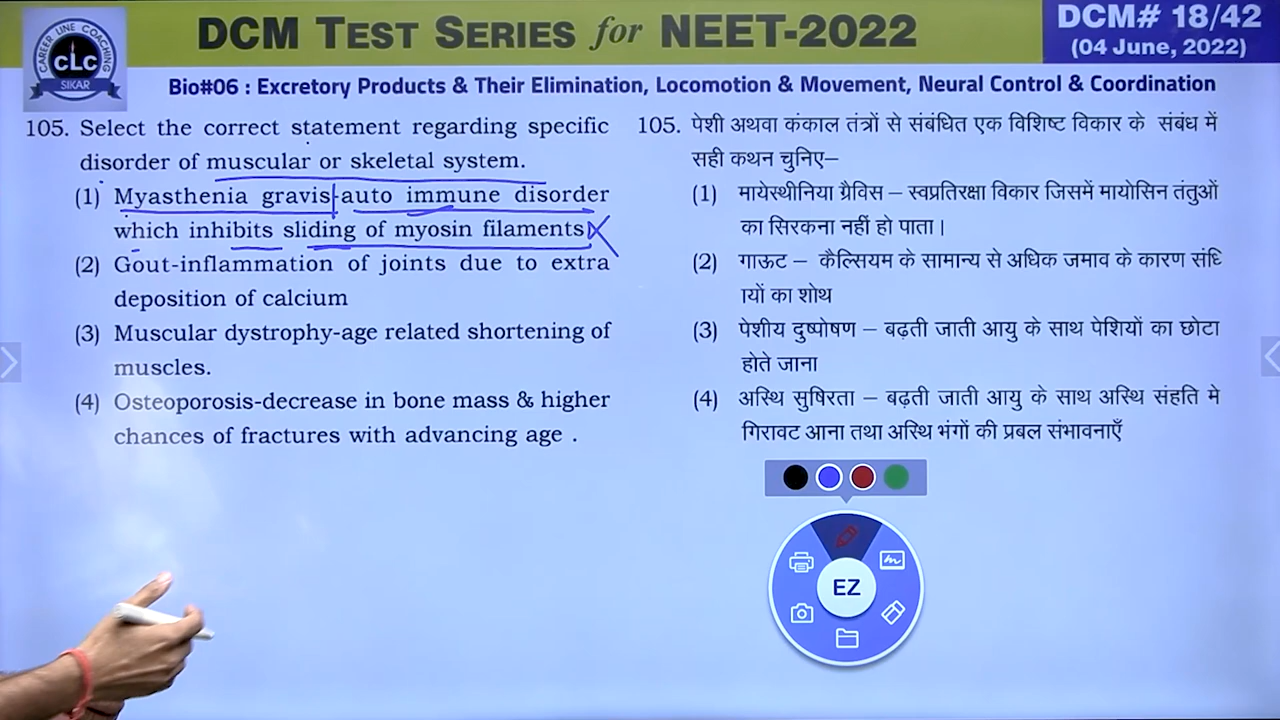 CAREER LINE COACHING
CLC
SIKAR
DCM TEST SERIES for NEET-2022
DCM# 18/42
(04 June, 2022)
Bio#06 : Excretory Products & Their Elimination, Locomotion & Movement, Neural Control & Coordination
105. Select the correct statement regarding specific
disorder of muscular or skeletal system.
(1) Myasthenia gravis-auto immune disorder
which inhibits sliding of myosin filaments
(2) Gout-inflammation of joints due to extra
deposition of calcium
(3) Muscular dystrophy-age related shortening of
muscles.
(4) Osteoporosis-decrease in bone mass & higher
chances of fractures with advancing age .
105. पेशी अथवा कंकाल तंत्रों से संबंधित एक विशिष्ट विकार के संबंध में
सही कथन चुनिए–
(1) मायेस्थीनिया ग्रैविस – स्वप्रतिरक्षा विकार जिसमें मायोसिन तंतुओं
का सिरकना नहीं हो पाता।
(2) गाऊट – कैल्सियम के सामान्य से अधिक जमाव के कारण संधि
यों का शोथ
(3) पेशीय दुष्पोषण – बढ़ती जाती आयु के साथ पेशियों का छोटा
होते जाना
(4) अस्थि सुषिरता – बढ़ती जाती आयु के साथ अस्थि संहति मे
गिरावट आना तथा अस्थि भंगों की प्रबल संभावनाएँ
EZ